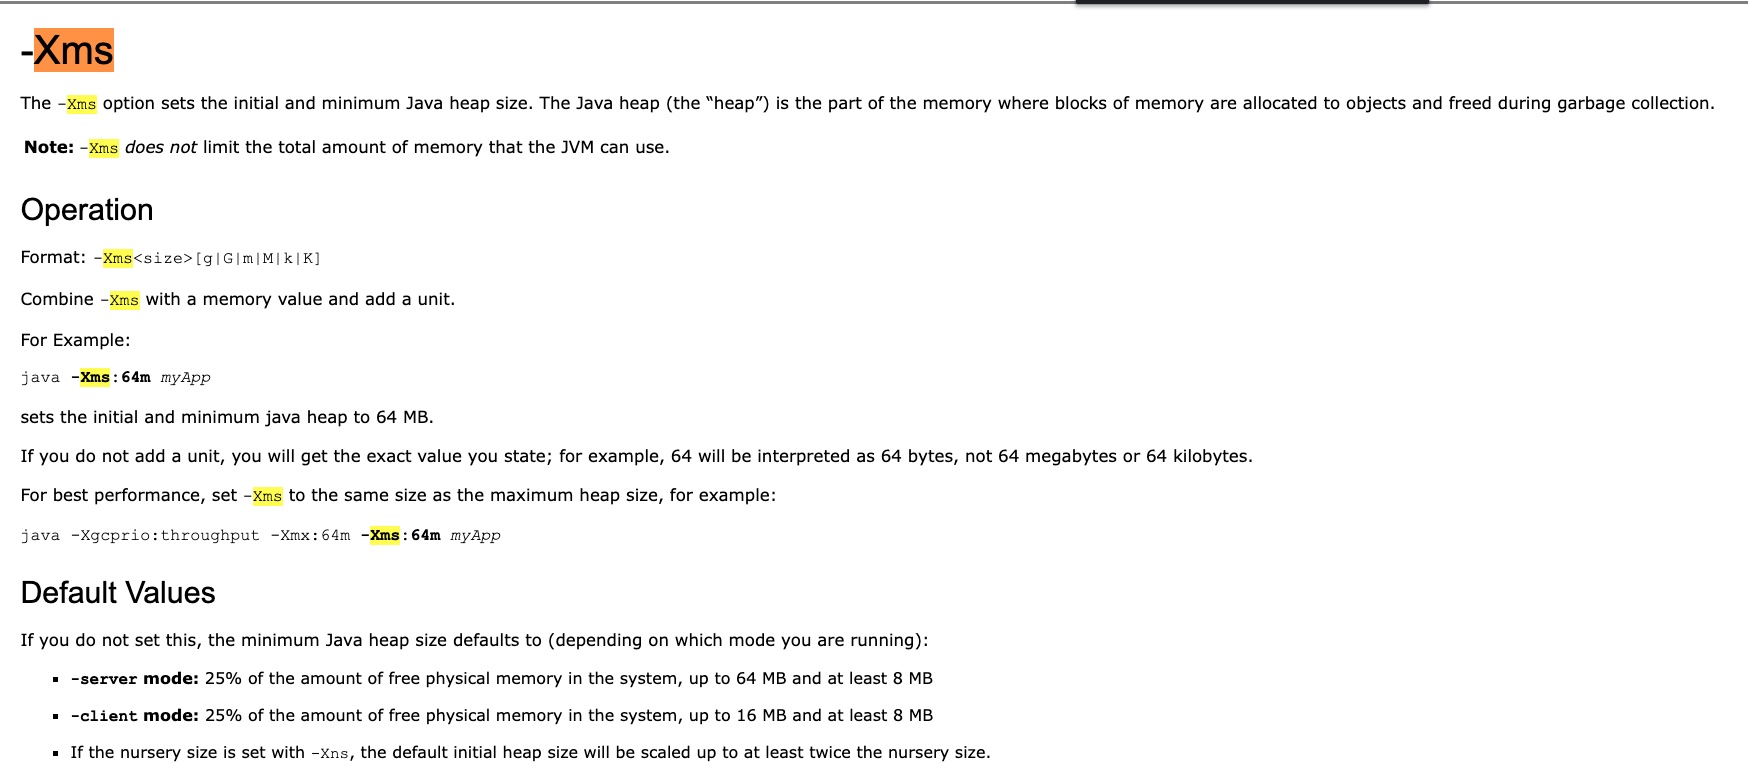 -Xms
The -Xms option sets the initial and minimum Java heap size. The Java heap (the “heap”) is the part of the memory where blocks of memory are allocated to objects and freed during garbage collection.
Note: -Xms does not limit the total amount of memory that the JVM can use.
Operation
Format: -Xms<size>[g|G|m|M|k|K]
Combine -Xms with a memory value and add a unit.
For Example:
java -Xms:64m myApp
sets the initial and minimum java heap to 64 MB.
If you do not add a unit, you will get the exact value you state; for example, 64 will be interpreted as 64 bytes, not 64 megabytes or 64 kilobytes.
For best performance, set -Xms to the same size as the maximum heap size, for example:
java -Xgcprio:throughput -Xmx:64m -Xms:64m myApp
Default Values
If you do not set this, the minimum Java heap size defaults to (depending on which mode you are running):
▪ -server mode: 25% of the amount of free physical memory in the system, up to 64 MB and at least 8 MB
▪ -client mode: 25% of the amount of free physical memory in the system, up to 16 MB and at least 8 MB
▪ If the nursery size is set with -Xns, the default initial heap size will be scaled up to at least twice the nursery size.